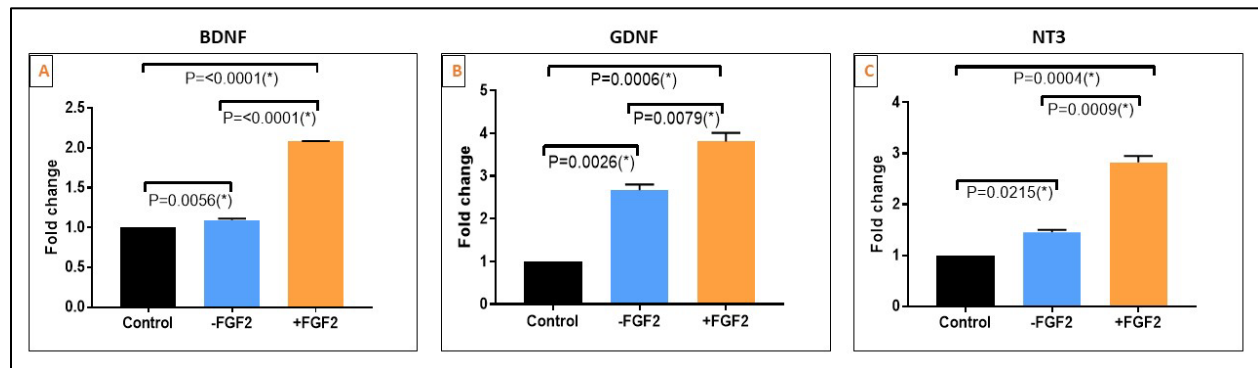 BDNF
A
P=<0.0001(*)
P=<0.0001(*)
P=0.0056(*)
Fold change
2.5
2.0
1.5
1.0
0.5
0.0
Control
-FGF2
+FGF2
GDNF
B
P=0.0006(*)
P=0.0079(*)
P=0.0026(*)
Fold change
5
4
3
2
1
0
Control
-FGF2
+FGF2
NT3
C
P=0.0004(*)
P=0.0009(*)
P=0.0215(*)
Fold change
4
3
2
1
0
Control
-FGF2
+FGF2